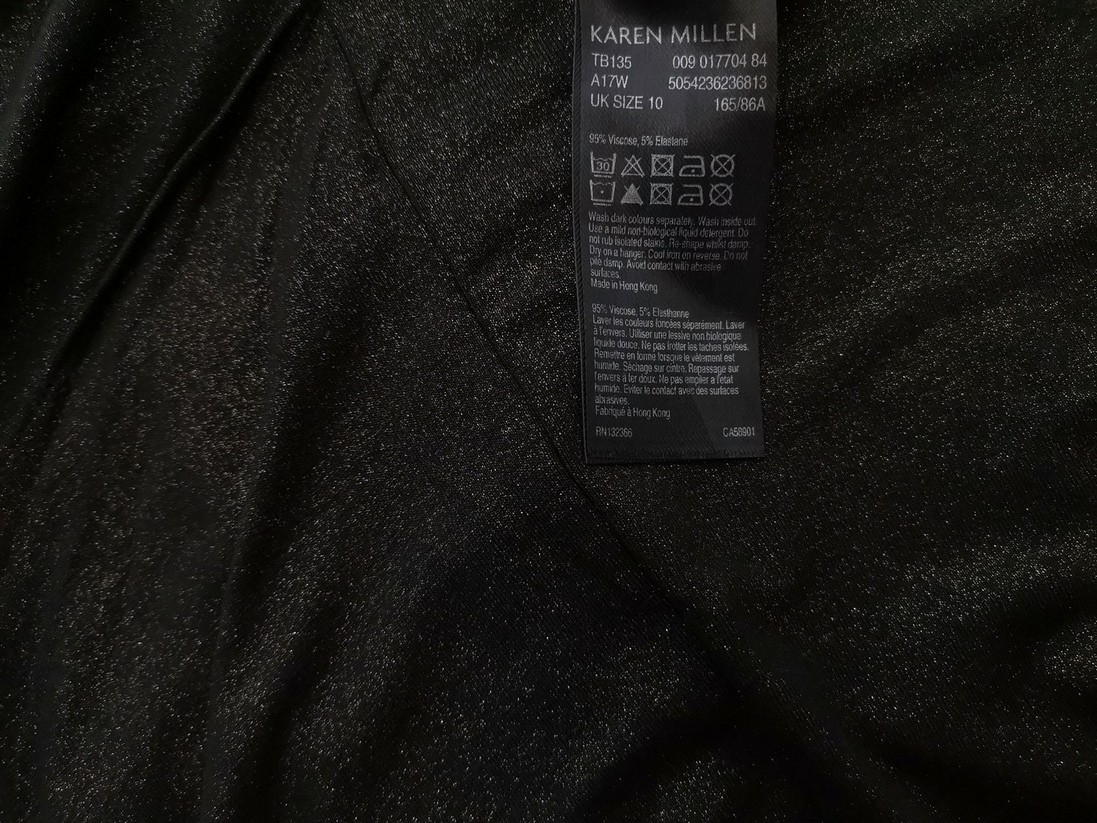 KAREN MILLEN
TB135 009 017704 84
A17W 5054236236813
UK SIZE 10 165/86A
95% Viscose, 5% Elastane
30
Wash dark colours separately. Wash inside out.
Use a mild non-biological liquid detergent. Do
not rub isolated stains. Re-shape whilst damp.
Dry on a hanger. Cool iron on reverse. Do not
pile damp. Avoid contact with abrasive
surfaces.
Made in Hong Kong
95% Viscose, 5% Elasthanne
Laver les couleurs foncées séparément. Laver
à l'envers. Utiliser une lessive non biologique
liquide douce. Ne pas frotter les taches isolées.
Remettre en forme lorsque le vêtement est
humide. Séchage sur cintre. Repassage sur
l'envers à fer doux. Ne pas empiler à l'état
humide. Eviter le contact avec des surfaces
abrasives.
Fabriqué à Hong Kong
RN132366 CA58901